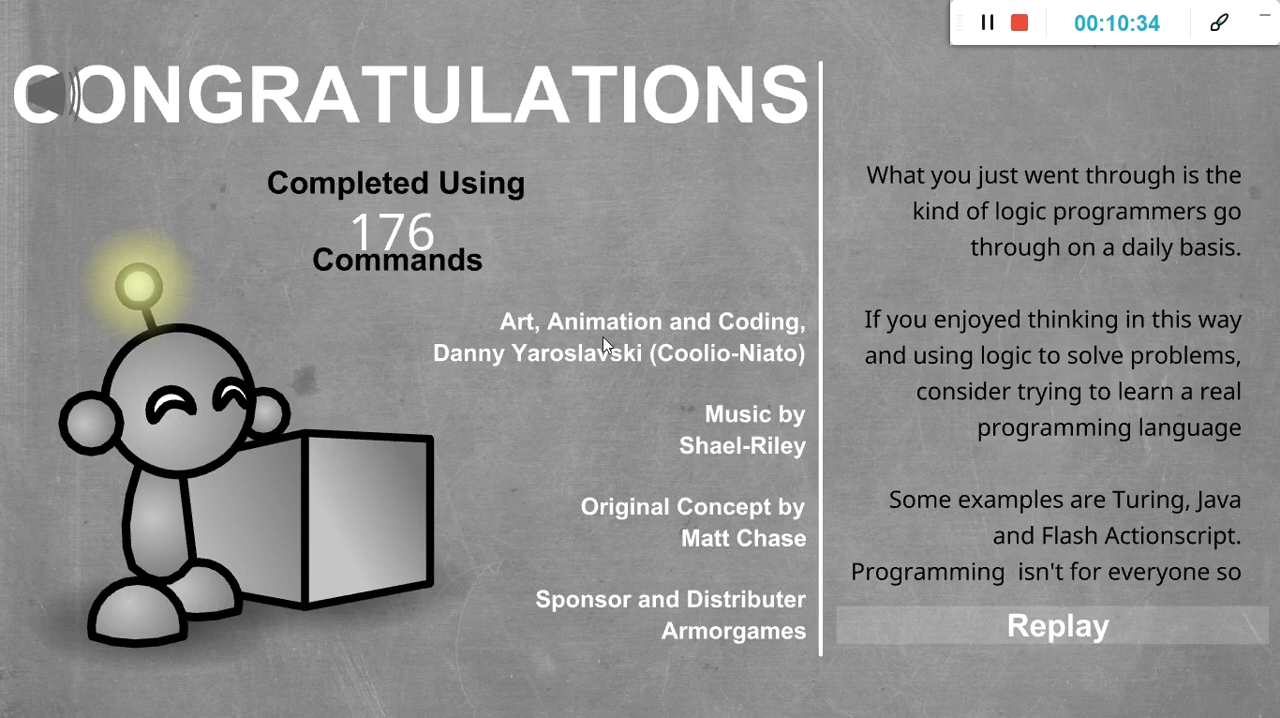 00:10:34
CONGRATULATIONS
Completed Using
176
Commands
Art, Animation and Coding,
Danny Yaroslavski (Coolio-Niato)
Music by
Shael-Riley
Original Concept by
Matt Chase
Sponsor and Distributer
Armorgames
What you just went through is the
kind of logic programmers go
through on a daily basis.
If you enjoyed thinking in this way
and using logic to solve problems,
consider trying to learn a real
programming language
Some examples are Turing, Java
and Flash Actionscript.
Programming isn't for everyone so
Replay